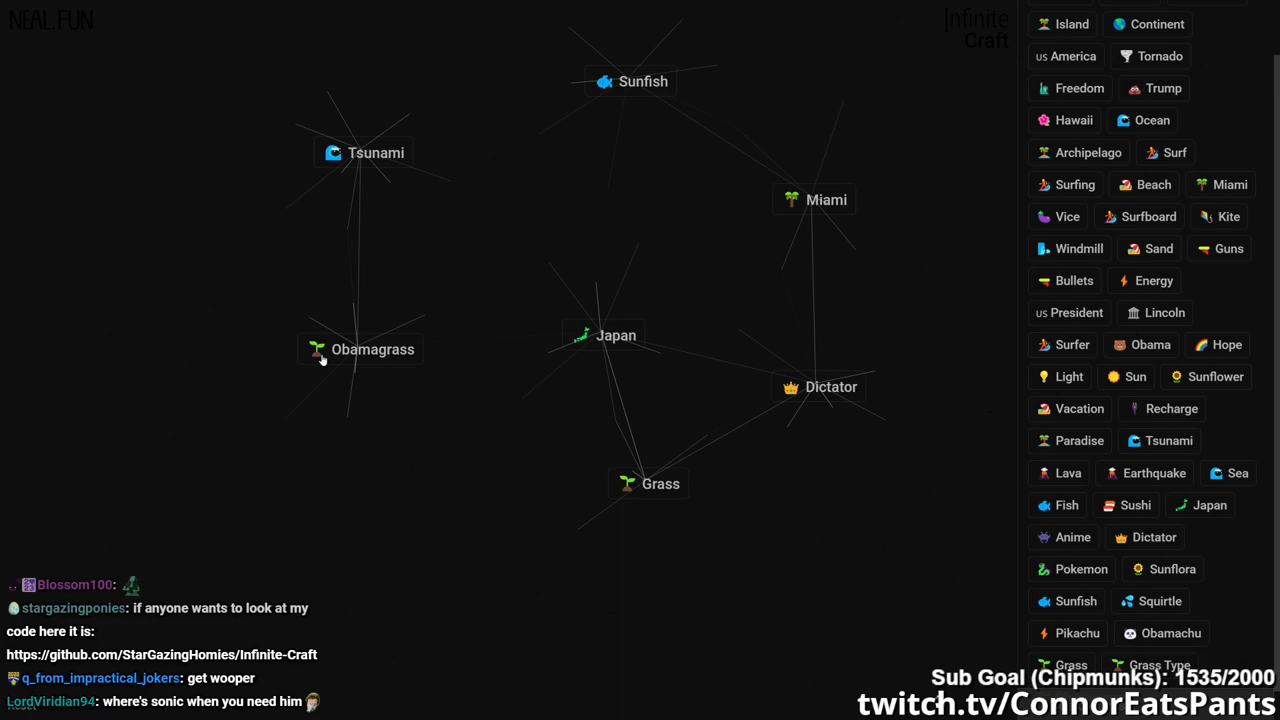 NEAL.FUN
Infinite
Craft
Sunfish
Tsunami
Miami
Japan
Obamagrass
Dictator
Grass
Island Continent
us America Tornado
Freedom Trump
Hawaii Ocean
Archipelago Surf
Surfing Beach Miami
Vice Surfboard Kite
Windmill Sand Guns
Bullets Energy
us President Lincoln
Surfer Obama Hope
Light Sun Sunflower
Vacation Recharge
Paradise Tsunami
Lava Earthquake Sea
Fish Sushi Japan
Anime Dictator
Pokemon Sunflora
Sunfish Squirtle
Pikachu Obamachu
Grass Grass Type
Blossom100:
stargazingponies: if anyone wants to look at my
code here it is:
https://github.com/StarGazingHomies/Infinite-Craft
q_from_impractical_jokers: get wooper
LordViridian94: where's sonic when you need him
Reset
Sub Goal (Chipmunks): 1535/2000
twitch.tv/ConnorEatsPants